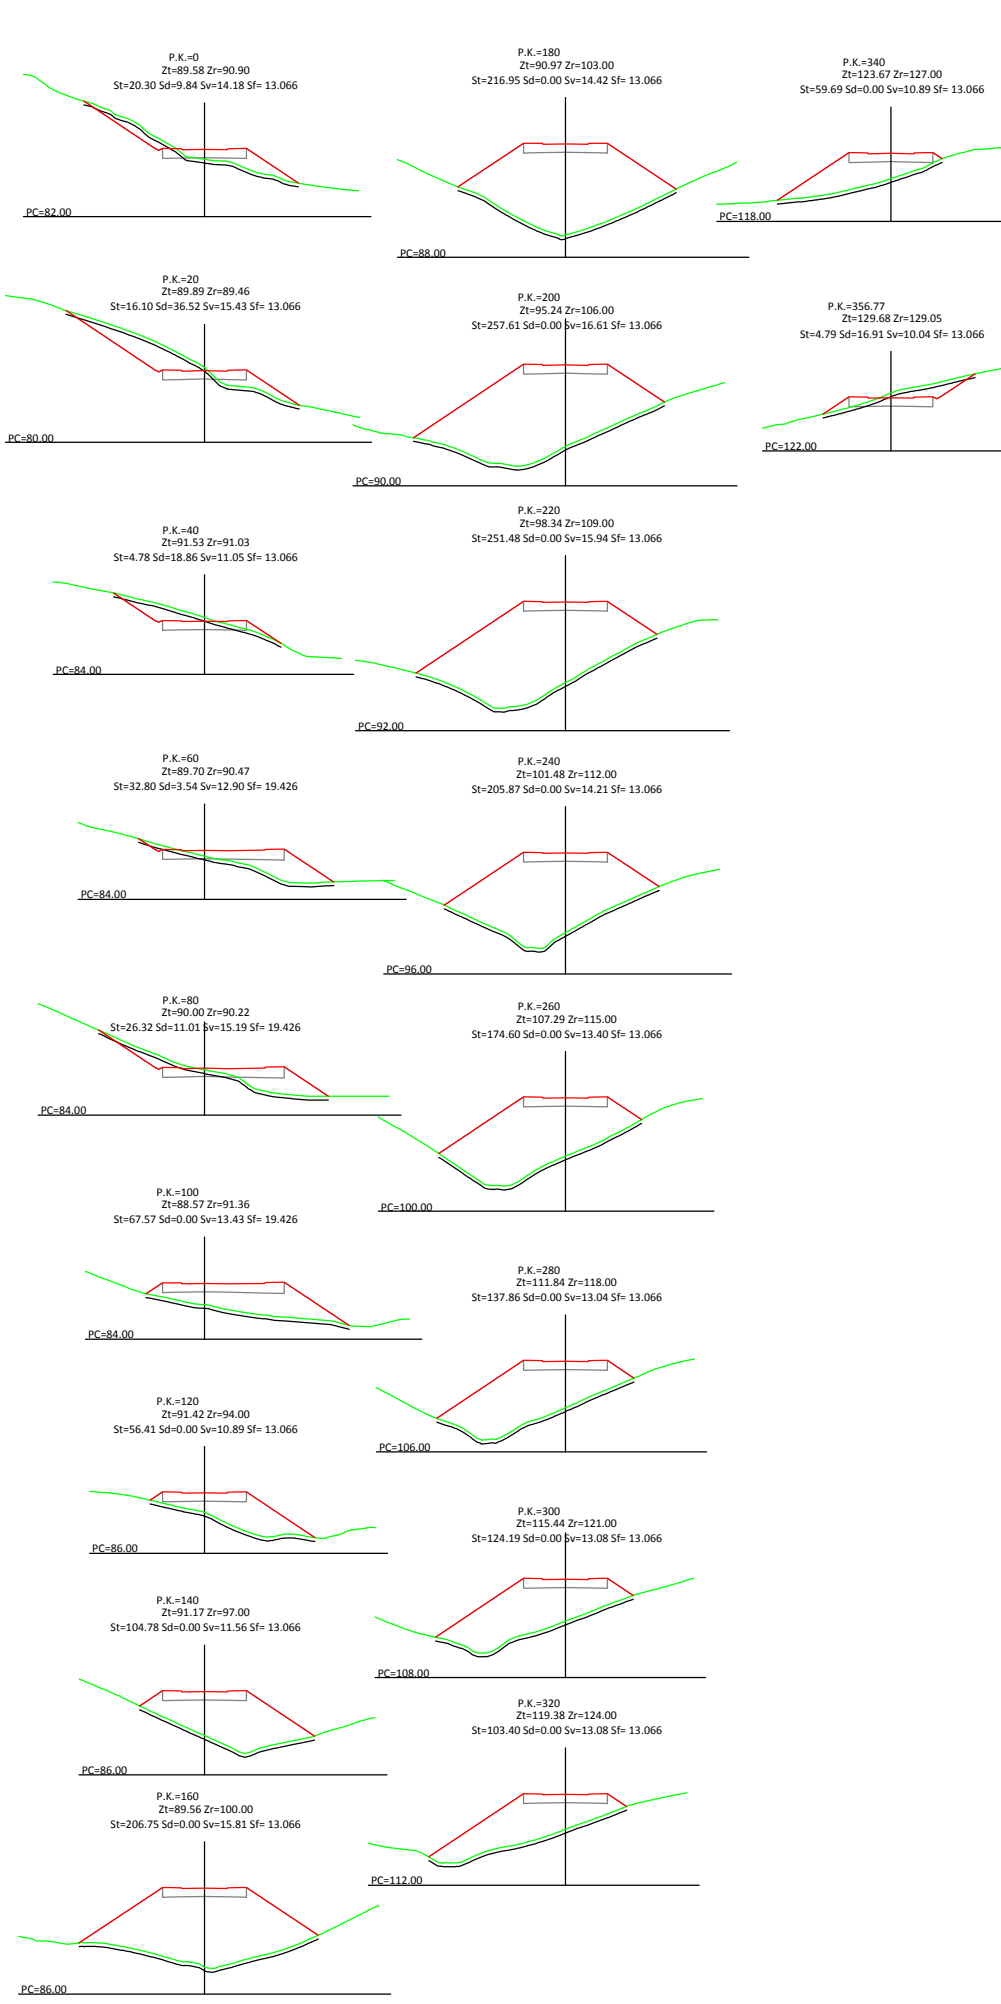 P.K.=0
Zt=89.58 Zr=90.90
St=20.30 Sd=9.84 Sv=14.18 Sf= 13.066
PC=82.00
P.K.=20
Zt=89.89 Zr=89.46
St=16.10 Sd=36.52 Sv=15.43 Sf= 13.066
PC=80.00
P.K.=40
Zt=91.53 Zr=91.03
St=4.78 Sd=18.86 Sv=11.05 Sf= 13.066
PC=84.00
P.K.=60
Zt=89.70 Zr=90.47
St=32.80 Sd=3.54 Sv=12.90 Sf= 19.426
PC=84.00
P.K.=80
Zt=90.00 Zr=90.22
St=26.32 Sd=11.01 Sv=15.19 Sf= 19.426
PC=84.00
P.K.=100
Zt=88.57 Zr=91.36
St=67.57 Sd=0.00 Sv=13.43 Sf= 19.426
PC=84.00
P.K.=120
Zt=91.42 Zr=94.00
St=56.41 Sd=0.00 Sv=10.89 Sf= 13.066
PC=86.00
P.K.=140
Zt=91.17 Zr=97.00
St=104.78 Sd=0.00 Sv=11.56 Sf= 13.066
PC=86.00
P.K.=160
Zt=89.56 Zr=100.00
St=206.75 Sd=0.00 Sv=15.81 Sf= 13.066
PC=86.00
P.K.=180
Zt=90.97 Zr=103.00
St=216.95 Sd=0.00 Sv=14.42 Sf= 13.066
PC=88.00
P.K.=200
Zt=95.24 Zr=106.00
St=257.61 Sd=0.00 Sv=16.61 Sf= 13.066
PC=90.00
P.K.=220
Zt=98.34 Zr=109.00
St=251.48 Sd=0.00 Sv=15.94 Sf= 13.066
PC=92.00
P.K.=240
Zt=101.48 Zr=112.00
St=205.87 Sd=0.00 Sv=14.21 Sf= 13.066
PC=96.00
P.K.=260
Zt=107.29 Zr=115.00
St=174.60 Sd=0.00 Sv=13.40 Sf= 13.066
PC=100.00
P.K.=280
Zt=111.84 Zr=118.00
St=137.86 Sd=0.00 Sv=13.04 Sf= 13.066
PC=106.00
P.K.=300
Zt=115.44 Zr=121.00
St=124.19 Sd=0.00 Sv=13.08 Sf= 13.066
PC=108.00
P.K.=320
Zt=119.38 Zr=124.00
St=103.40 Sd=0.00 Sv=13.08 Sf= 13.066
PC=112.00
P.K.=340
Zt=123.67 Zr=127.00
St=59.69 Sd=0.00 Sv=10.89 Sf= 13.066
PC=118.00
P.K.=356.77
Zt=129.68 Zr=129.05
St=4.79 Sd=16.91 Sv=10.04 Sf= 13.066
PC=122.00